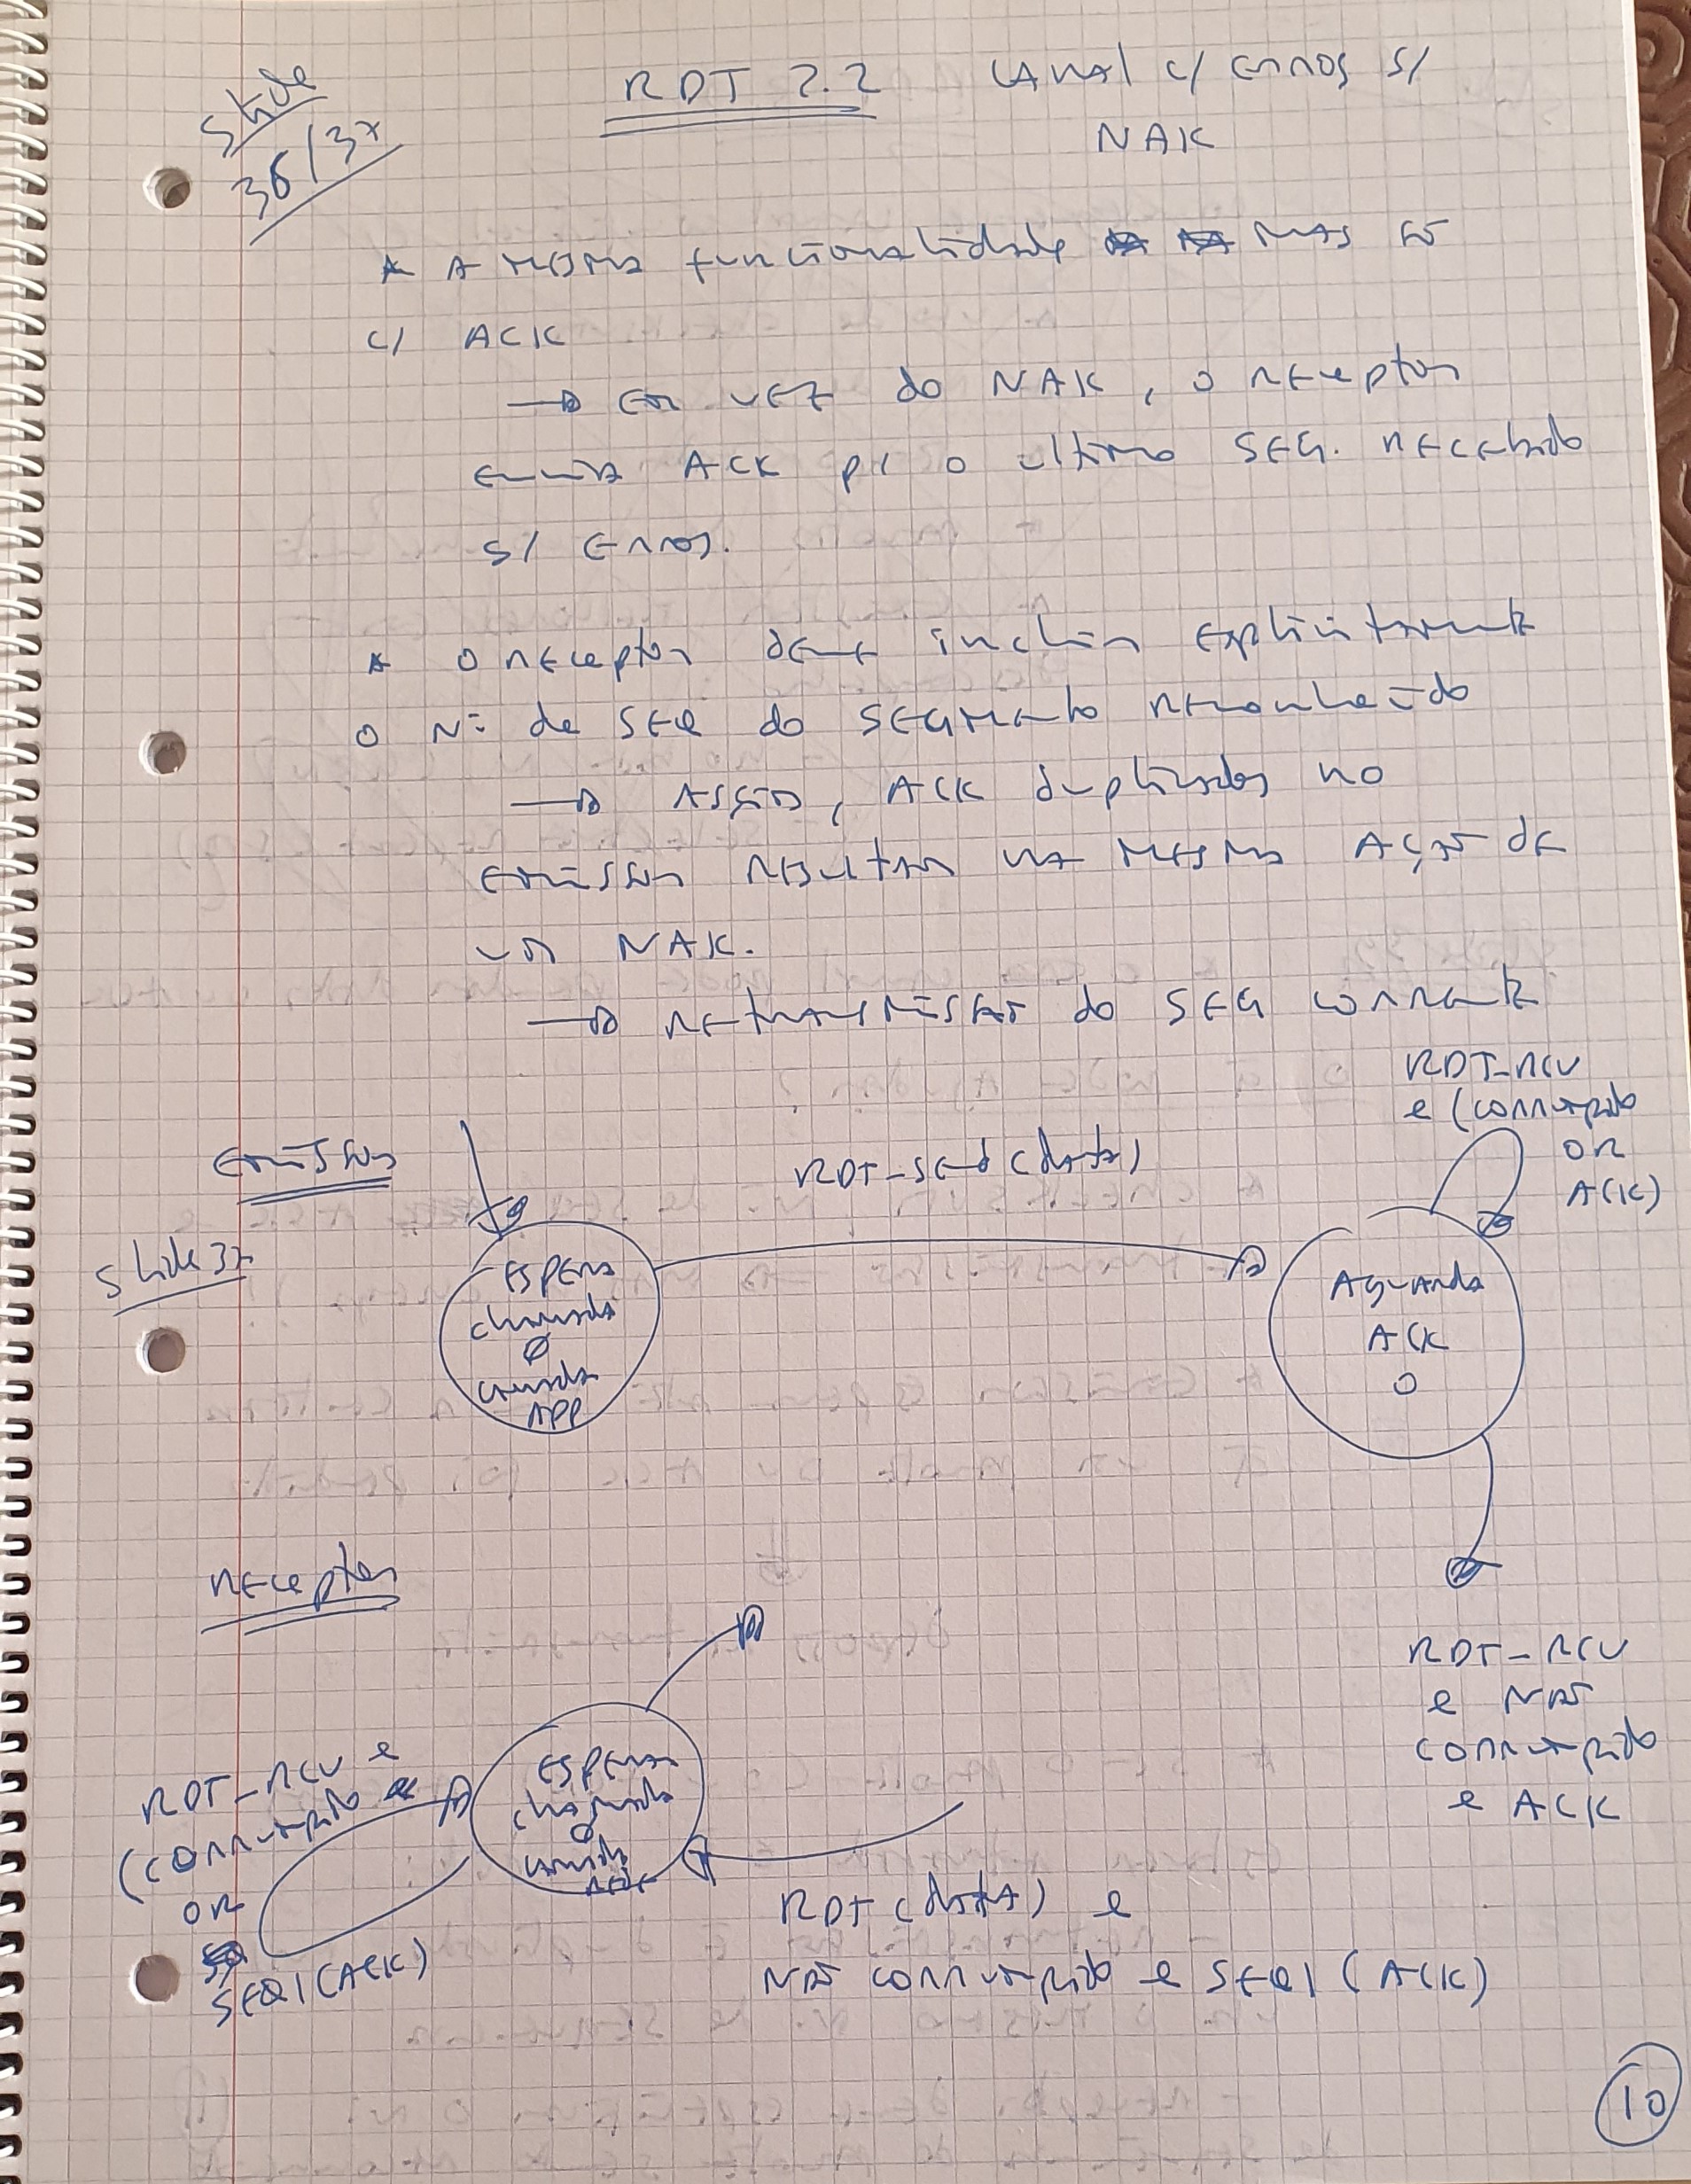 Slide
36/37
RDT 2.2 CANAL c/ ERROS s/
NAK
* A MESMA funcionalidade MAS SÓ
c/ ACK
→ EM VEZ do NAK, o RECEPTOR
ENVIA ACK p/ o ultimo SEG. RECEBIDO
s/ ERROS.
* O RECEPTOR DEVE incluir Explicitamente
O Nº de SEQ do SEGMENTO Reconhecido
→ ASSIM, ACK duplicados no
EMISSOR RESULTAM NA MESMA AÇÃO DE
UM NAK.
→ RETRANSMISSÃO do SEG CORRENTE
EMISSOR
Slide 37
RDT-SEND (data)
RDT-RCV
e (corrompido
OR
ACK)
ESPERA
chamada
0
camada
APP
AGUARDA
ACK
0
RDT-RCV
e NÃO
corrompido
e ACK
RECEPTOR
RDT-RCV e
(corrompido
OR
SEQ1(ACK)
ESPERA
chamada
0
camada
REDE
RDT (data) e
NÃO corrompido e SEQ1 (ACK)
10